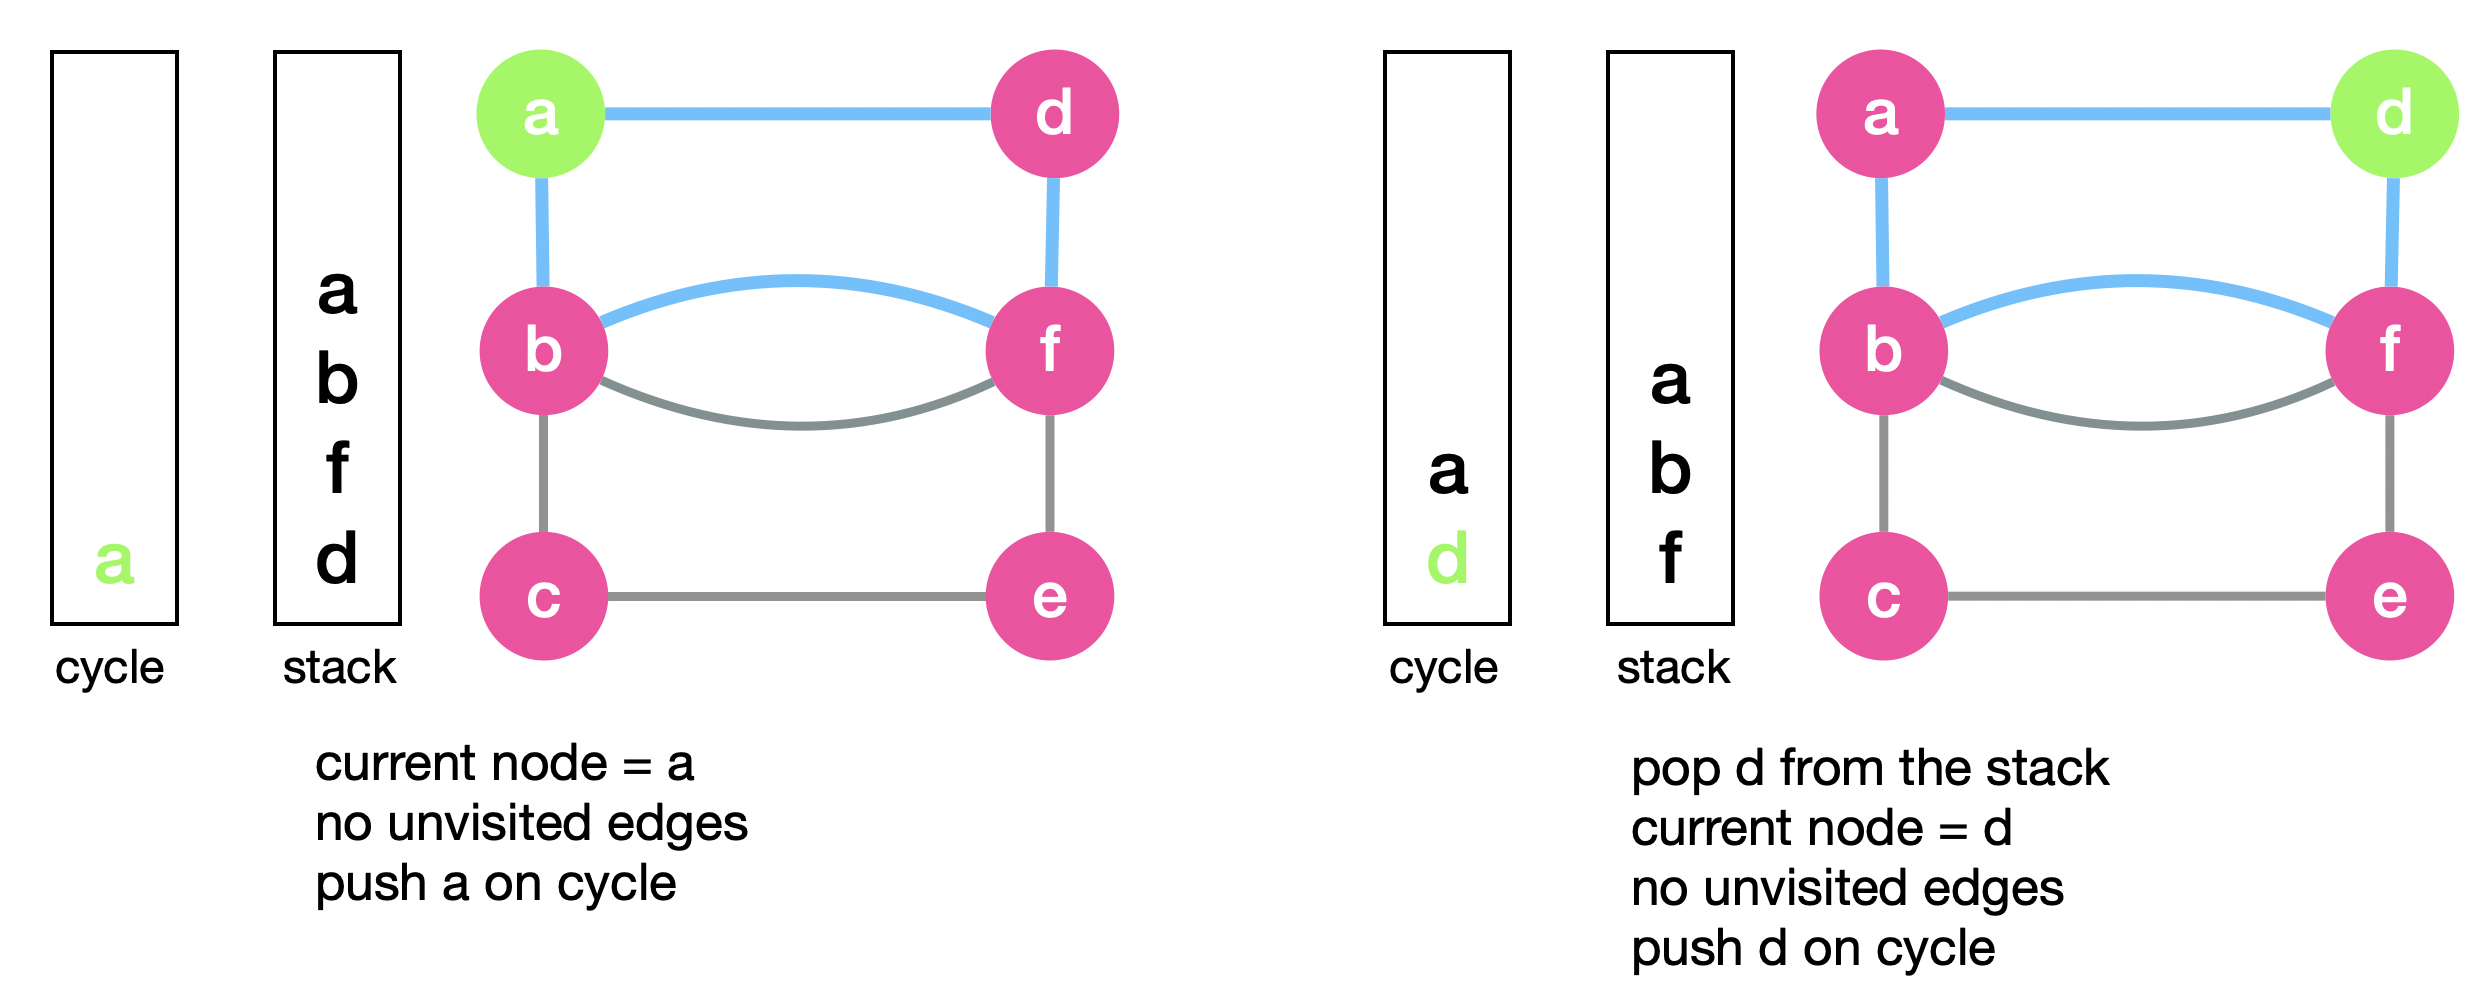 a
cycle
a
b
f
d
stack
a
d
b
f
c
e
current node = a
no unvisited edges
push a on cycle
a
d
cycle
a
b
f
stack
a
d
b
f
c
e
pop d from the stack
current node = d
no unvisited edges
push d on cycle